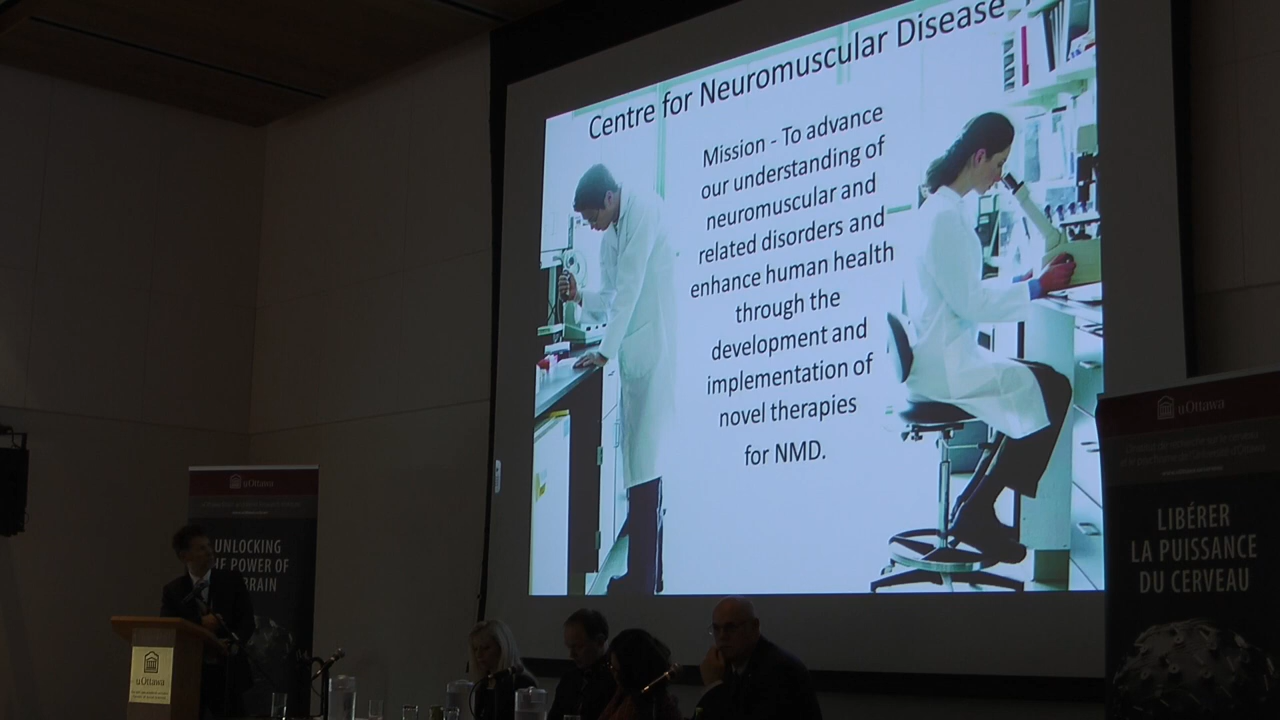 Centre for Neuromuscular Disease
Mission - To advance
our understanding of
neuromuscular and
related disorders and
enhance human health
through the
development and
implementation of
novel therapies
for NMD.
uOttawa
UNLOCKING
POWER OF
BRAIN
uOttawa
uOttawa
LIBÉRER
LA PUISSANCE
DU CERVEAU